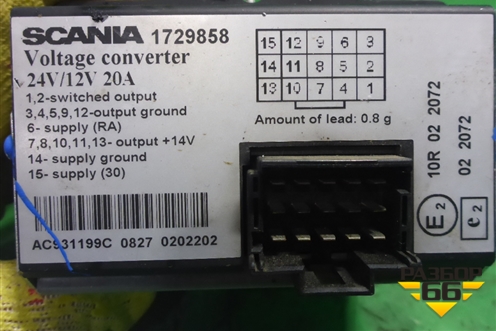 SCANIA 1729858
Voltage converter
24V/12V 20A
1,2-switched output
3,4,5,9,12-output ground
6- supply (RA)
7,8,10,11,13- output +14V
14- supply ground
15- supply (30)
15 12 9 6 3
14 11 8 5 2
13 10 7 4 1
Amount of lead: 0.8 g
AC931199C 0827 0202202
10R 02 2072
02 2072
E2
e2
РАЗБОР
66